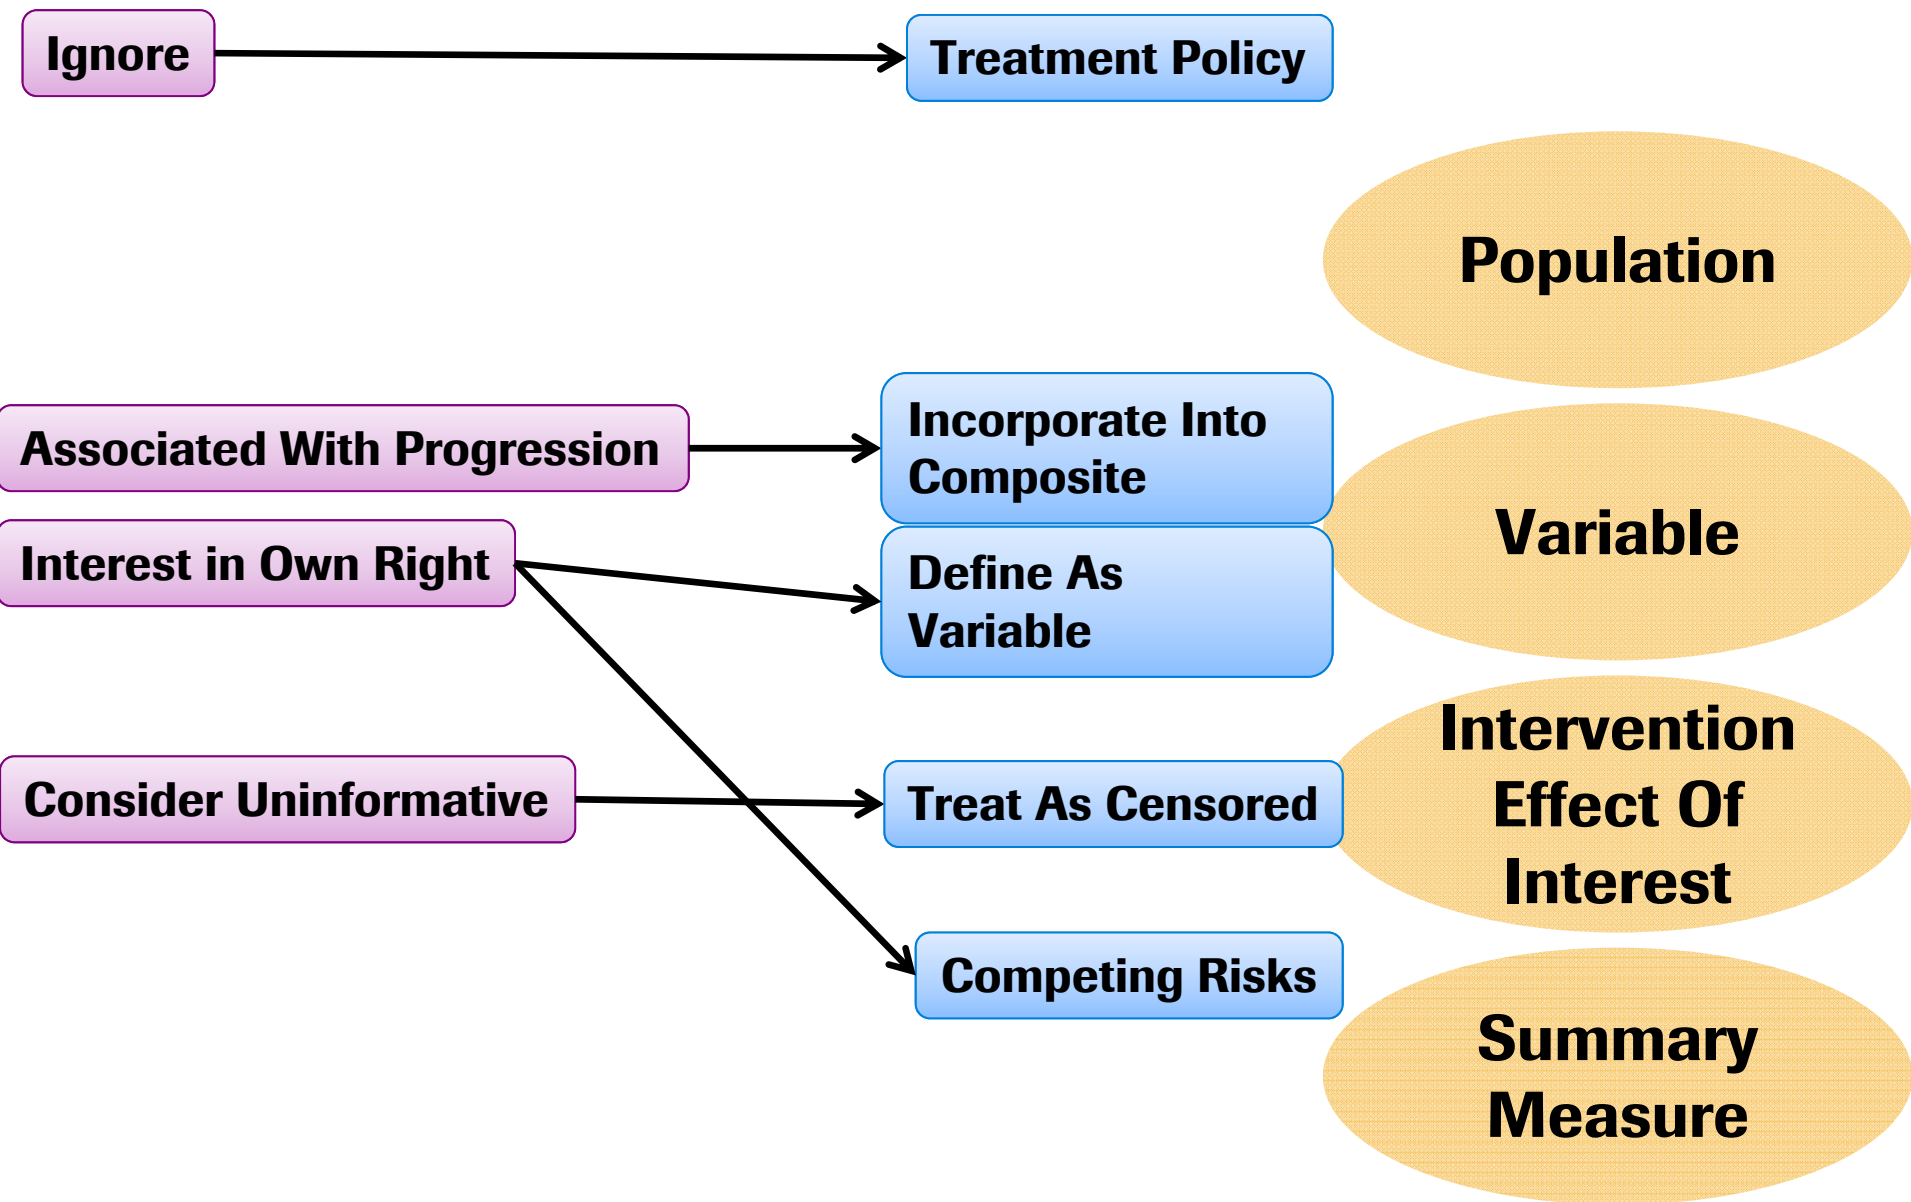 Ignore
Treatment Policy
Population
Associated With Progression
Incorporate Into
Composite
Interest in Own Right
Define As
Variable
Variable
Consider Uninformative
Treat As Censored
Intervention
Effect Of
Interest
Competing Risks
Summary
Measure